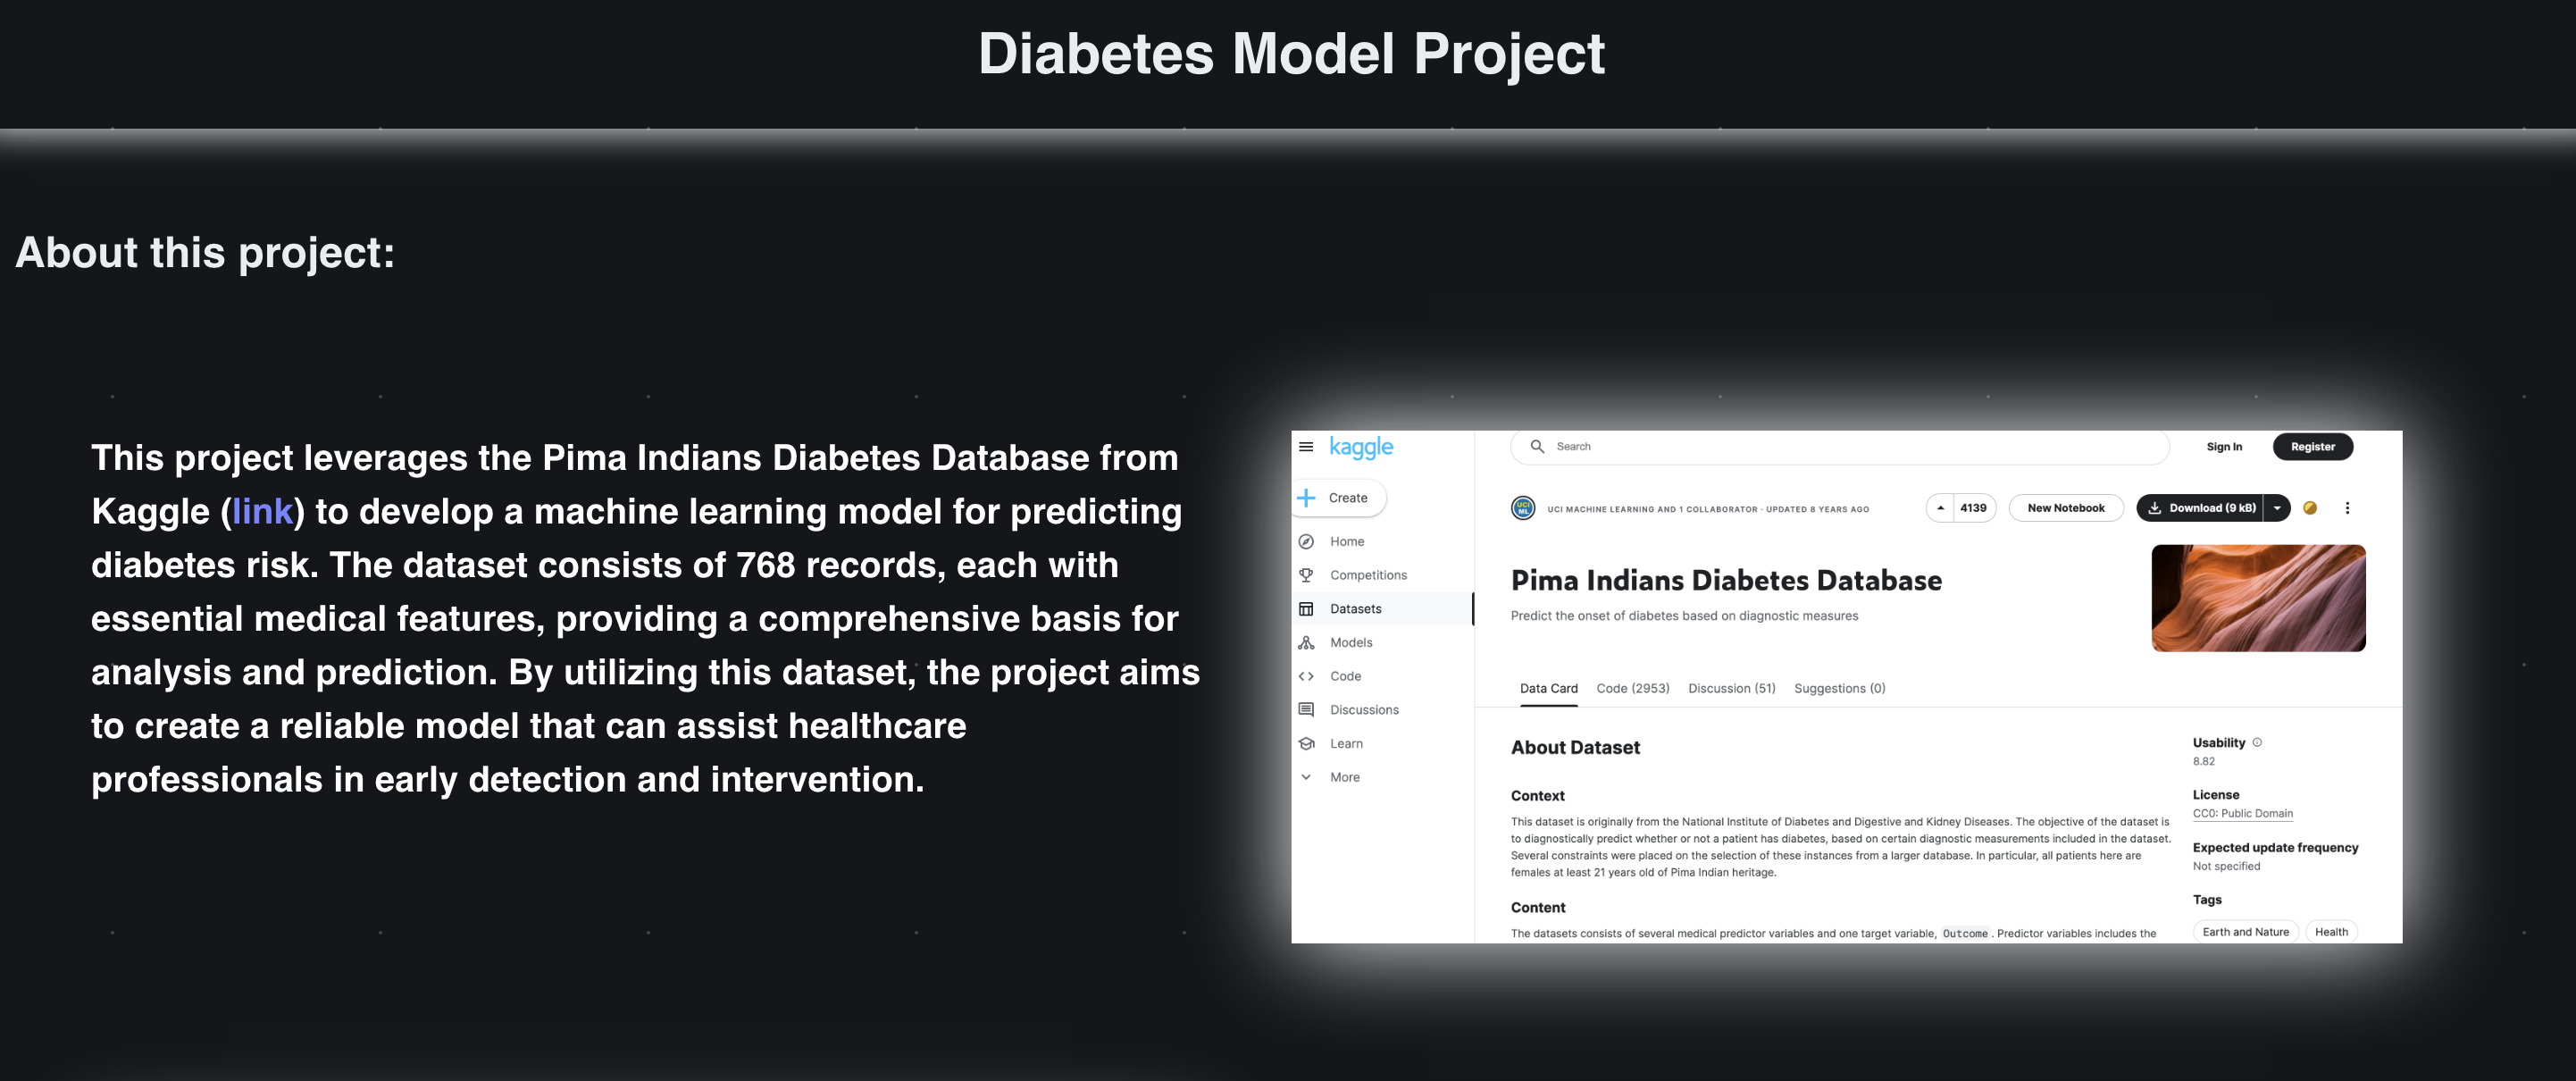 Diabetes Model Project
About this project:
This project leverages the Pima Indians Diabetes Database from
Kaggle (link) to develop a machine learning model for predicting
diabetes risk. The dataset consists of 768 records, each with
essential medical features, providing a comprehensive basis for
analysis and prediction. By utilizing this dataset, the project aims
to create a reliable model that can assist healthcare
professionals in early detection and intervention.
kaggle
Create
Home
Competitions
Datasets
Models
Code
Discussions
Learn
More
Search
Sign In
Register
UCI ML
UCI MACHINE LEARNING AND 1 COLLABORATOR · UPDATED 8 YEARS AGO
4139
New Notebook
Download (9 kB)
Pima Indians Diabetes Database
Predict the onset of diabetes based on diagnostic measures
Data Card Code (2953) Discussion (51) Suggestions (0)
About Dataset
Context
This dataset is originally from the National Institute of Diabetes and Digestive and Kidney Diseases. The objective of the dataset is
to diagnostically predict whether or not a patient has diabetes, based on certain diagnostic measurements included in the dataset.
Several constraints were placed on the selection of these instances from a larger database. In particular, all patients here are
females at least 21 years old of Pima Indian heritage.
Content
The datasets consists of several medical predictor variables and one target variable, Outcome . Predictor variables includes the
Usability
8.82
License
CC0: Public Domain
Expected update frequency
Not specified
Tags
Earth and Nature Health